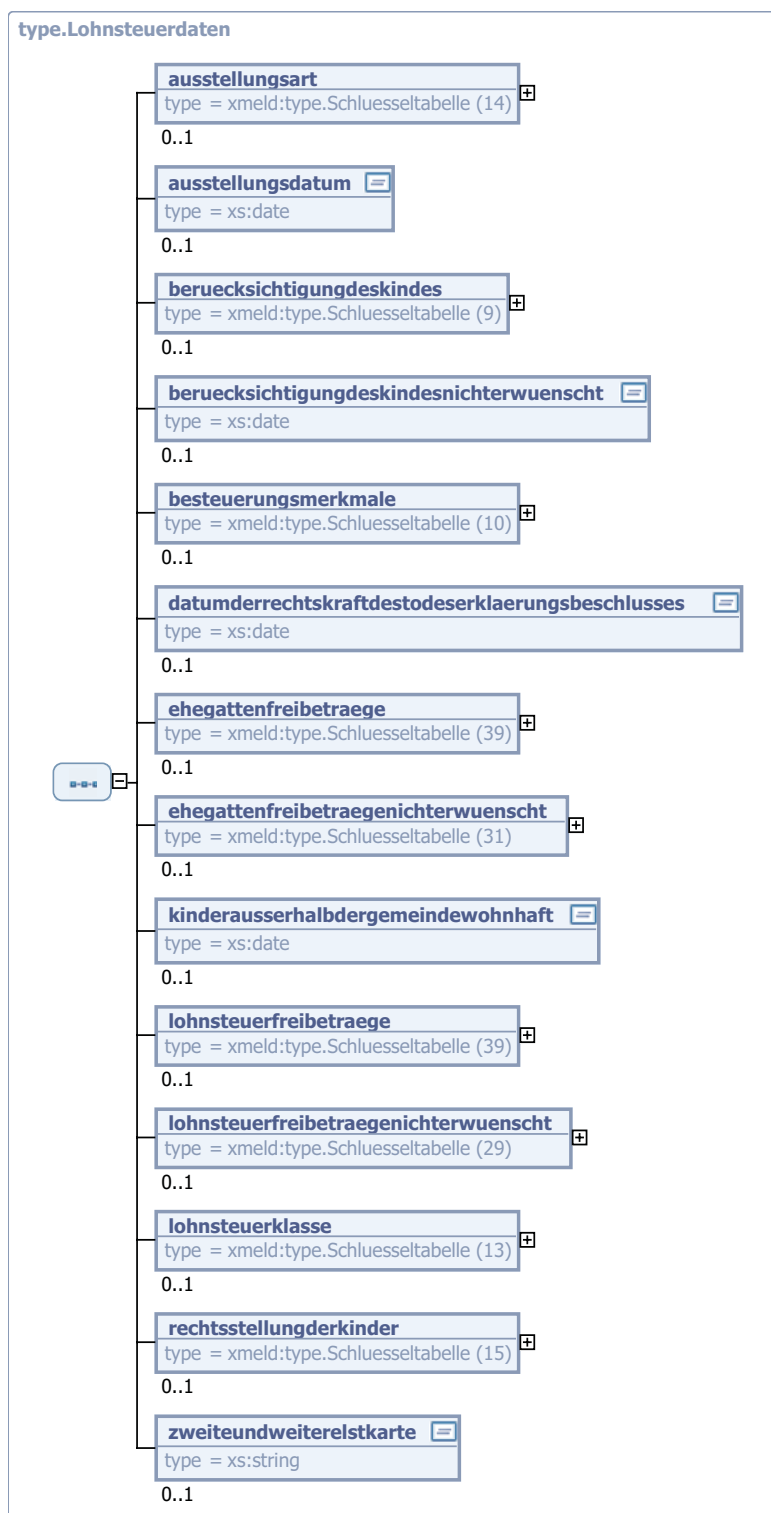 type.Lohnsteuerdaten
ausstellungsart
type = xmeld:type.Schluesseltabelle (14)
0..1
ausstellungsdatum
type = xs:date
0..1
beruecksichtigungdeskindes
type = xmeld:type.Schluesseltabelle (9)
0..1
beruecksichtigungdeskindesnichterwuenscht
type = xs:date
0..1
besteuerungsmerkmale
type = xmeld:type.Schluesseltabelle (10)
0..1
datumderrechtskraftdestodeserklaerungsbeschlusses
type = xs:date
0..1
ehegattenfreibetraege
type = xmeld:type.Schluesseltabelle (39)
0..1
ehegattenfreibetraegenichterwuenscht
type = xmeld:type.Schluesseltabelle (31)
0..1
kinderausserhalbdergemeindewohnhaft
type = xs:date
0..1
lohnsteuerfreibetraege
type = xmeld:type.Schluesseltabelle (39)
0..1
lohnsteuerfreibetraegenichterwuenscht
type = xmeld:type.Schluesseltabelle (29)
0..1
lohnsteuerklasse
type = xmeld:type.Schluesseltabelle (13)
0..1
rechtsstellungderkinder
type = xmeld:type.Schluesseltabelle (15)
0..1
zweiteundweiterelstkarte
type = xs:string
0..1